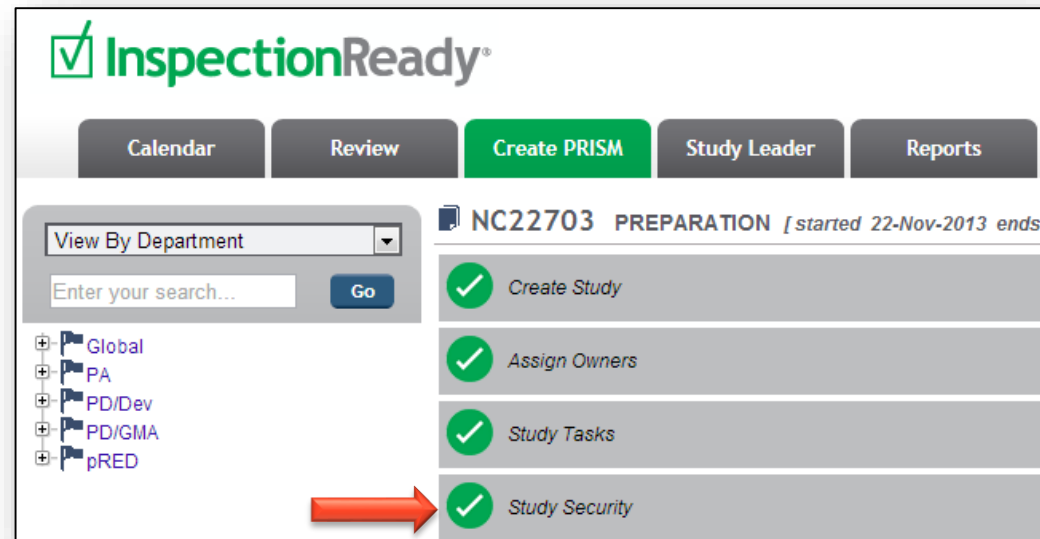 InspectionReady®
Calendar Review Create PRISM Study Leader Reports
View By Department
Enter your search... Go
Global
PA
PD/Dev
PD/GMA
pRED
NC22703 PREPARATION [ started 22-Nov-2013 ends
Create Study
Assign Owners
Study Tasks
Study Security